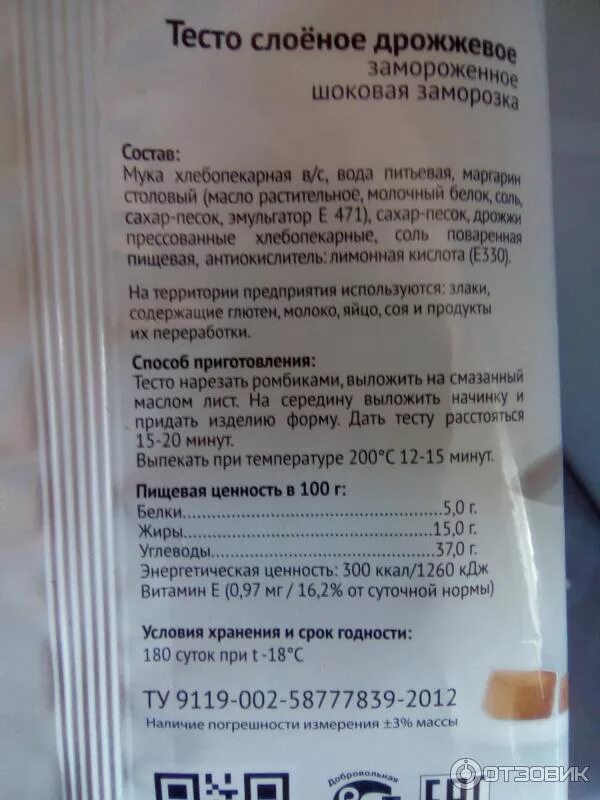 Тесто слоёное дрожжевое
замороженное
шоковая заморозка
Состав:
Мука хлебопекарная в/с, вода питьевая, маргарин
столовый (масло растительное, молочный белок, соль,
сахар-песок, эмульгатор Е 471), сахар-песок, дрожжи
прессованные хлебопекарные, соль поваренная
пищевая, антиокислитель: лимонная кислота (Е330).
На территории предприятия используются: злаки,
содержащие глютен, молоко, яйцо, соя и продукты
их переработки.
Способ приготовления:
Тесто нарезать ромбиками, выложить на смазанный
маслом лист. На середину выложить начинку и
придать изделию форму. Дать тесту расстояться
15-20 минут.
Выпекать при температуре 200°С 12-15 минут.
Пищевая ценность в 100 г:
Белки....................................................5,0 г.
Жиры..................................................15,0 г.
Углеводы............................................37,0 г.
Энергетическая ценность: 300 ккал/1260 кДж
Витамин Е (0,97 мг / 16,2% от суточной нормы)
Условия хранения и срок годности:
180 суток при t -18°С
ТУ 9119-002-58777839-2012
Наличие погрешности измерения ±3% массы
Добровольная
ОТЗОВИК